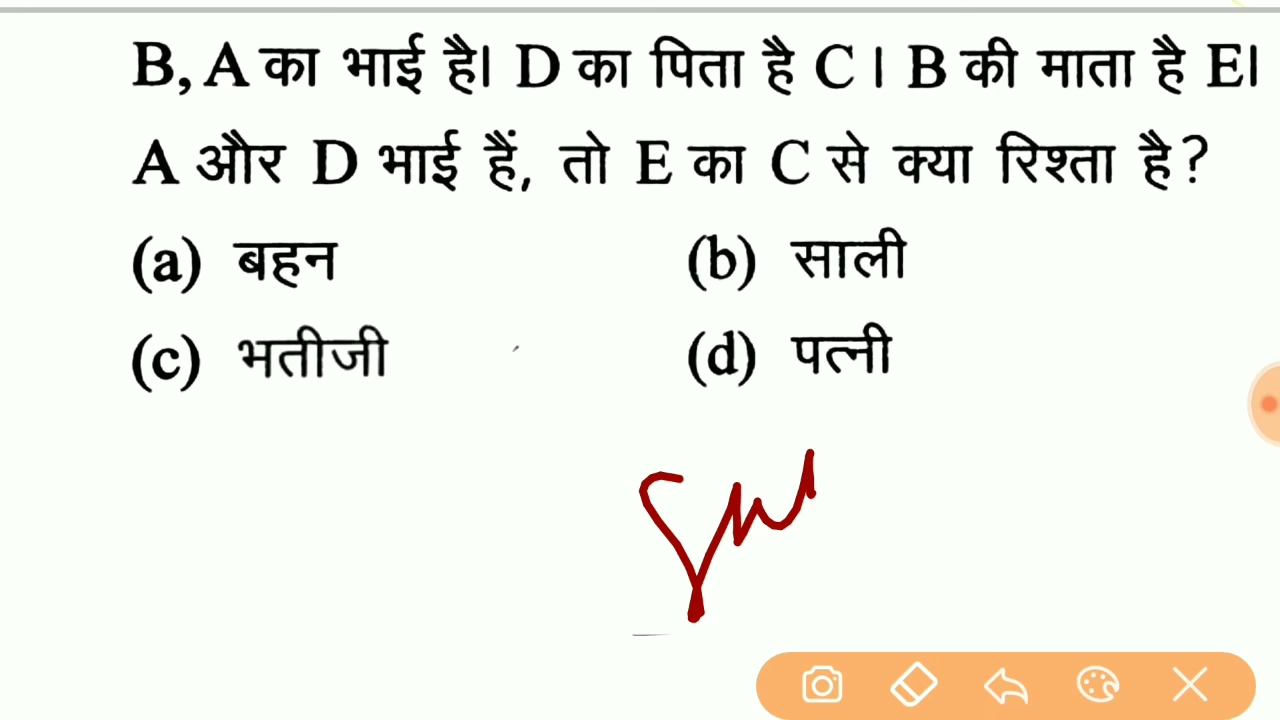 B, A का भाई है। D का पिता है C । B की माता है E।
A और D भाई हैं, तो E का C से क्या रिश्ता है ?
(a) बहन (b) साली
(c) भतीजी (d) पत्नी